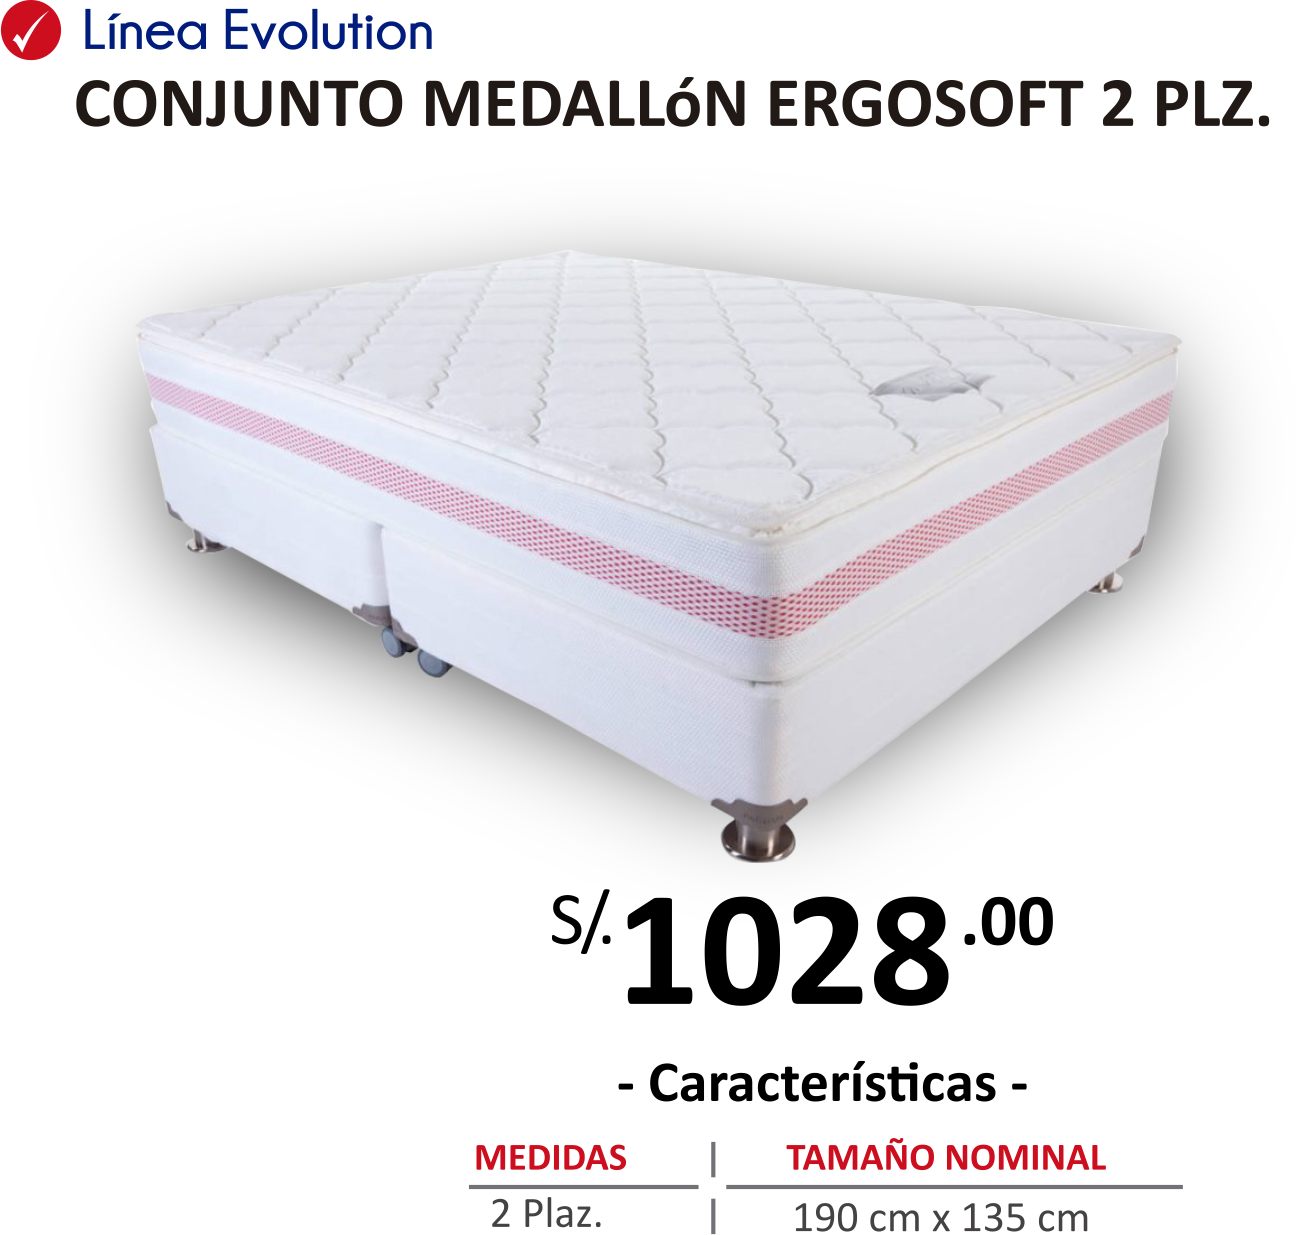 Línea Evolution
CONJUNTO MEDALLóN ERGOSOFT 2 PLZ.
S/.1028.00
- Características -
MEDIDAS | TAMAÑO NOMINAL
2 Plaz. | 190 cm x 135 cm